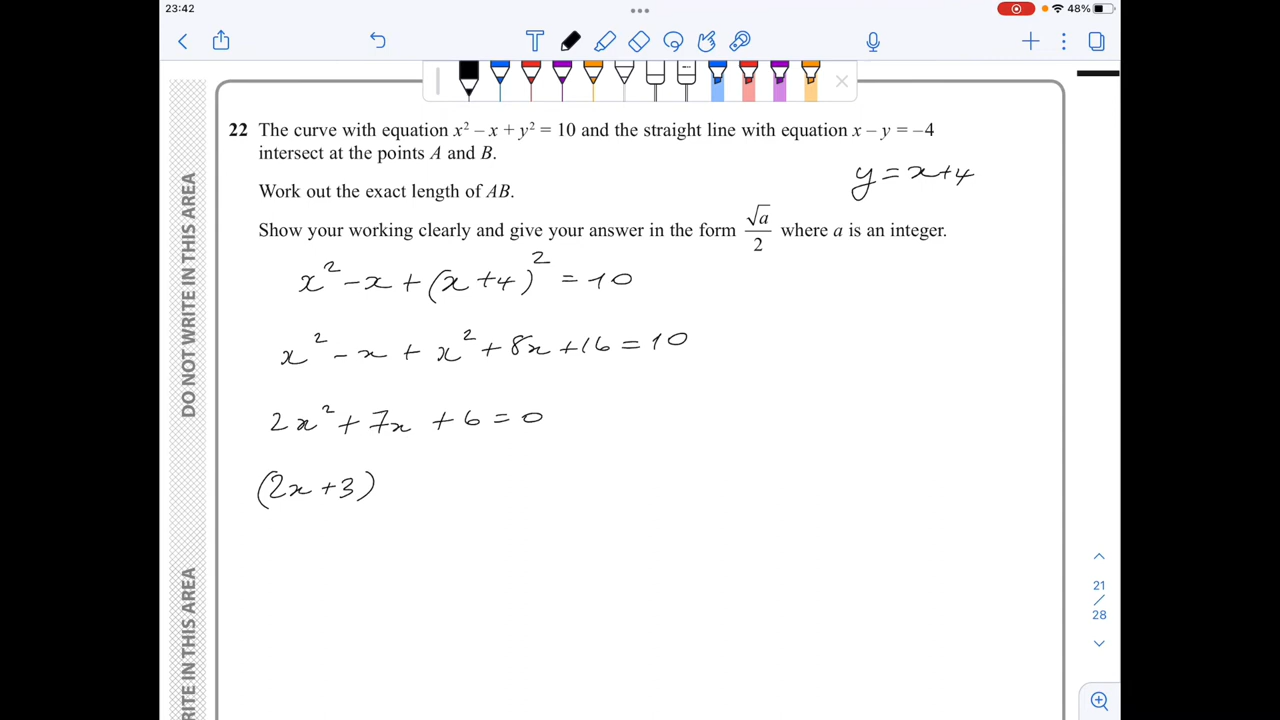 23:42
48%
T
22 The curve with equation x² – x + y² = 10 and the straight line with equation x – y = –4
intersect at the points A and B.
y = x+4
Work out the exact length of AB.
Show your working clearly and give your answer in the form √a/2 where a is an integer.
x² – x + (x+4)² = 10
x² – x + x² + 8x + 16 = 10
2x² + 7x + 6 = 0
(2x + 3)
DO NOT WRITE IN THIS AREA
RITE IN THIS AREA
21
/
28